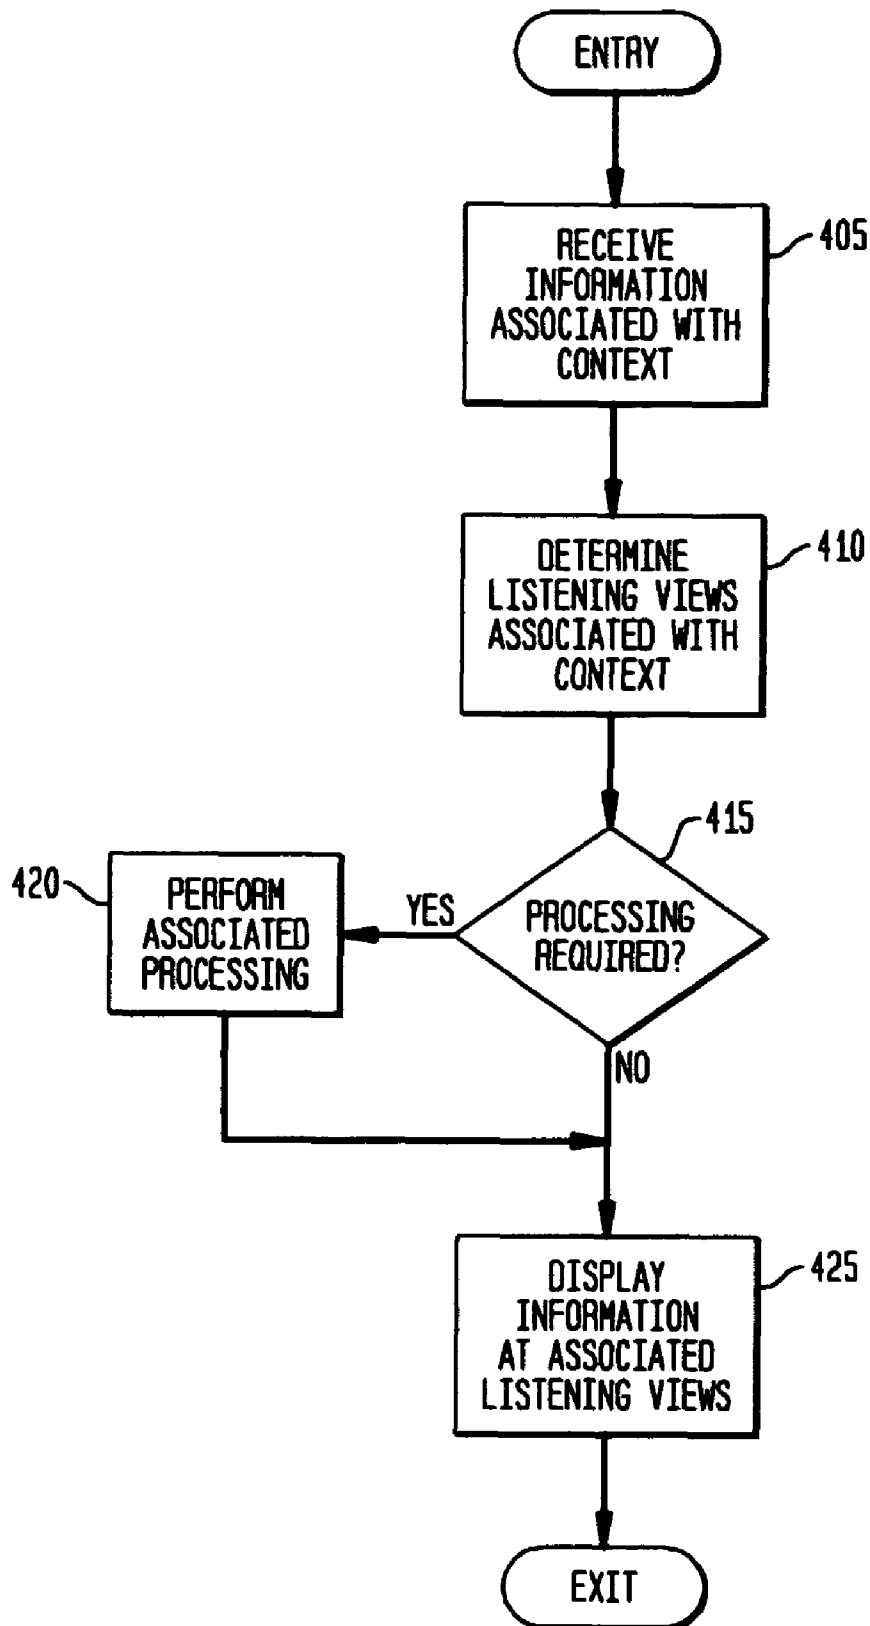 ENTRY
RECEIVE
INFORMATION
ASSOCIATED WITH
CONTEXT
405
DETERMINE
LISTENING VIEWS
ASSOCIATED WITH
CONTEXT
410
PROCESSING
REQUIRED?
415
YES
PERFORM
ASSOCIATED
PROCESSING
420
NO
DISPLAY
INFORMATION
AT ASSOCIATED
LISTENING VIEWS
425
EXIT